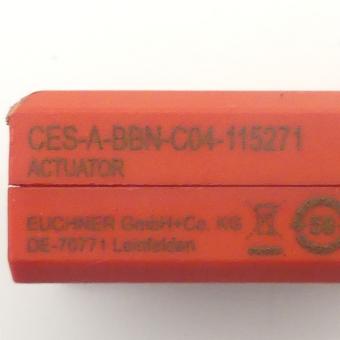 CES-A-BBN-C04-115271
ACTUATOR
EUCHNER GmbH+Co. KG
DE-70771 Leinfelden